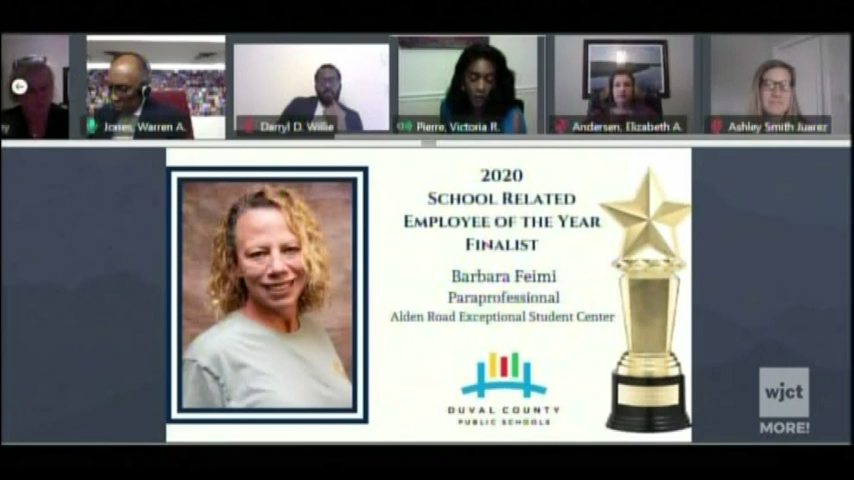 Jones, Warren A.
Darryl D. Willie
Pierre, Victoria R.
Andersen, Elizabeth A.
Ashley Smith Juarez
2020
SCHOOL RELATED
EMPLOYEE OF THE YEAR
FINALIST
Barbara Feimi
Paraprofessional
Alden Road Exceptional Student Center
DUVAL COUNTY
PUBLIC SCHOOLS
wjct
MORE!